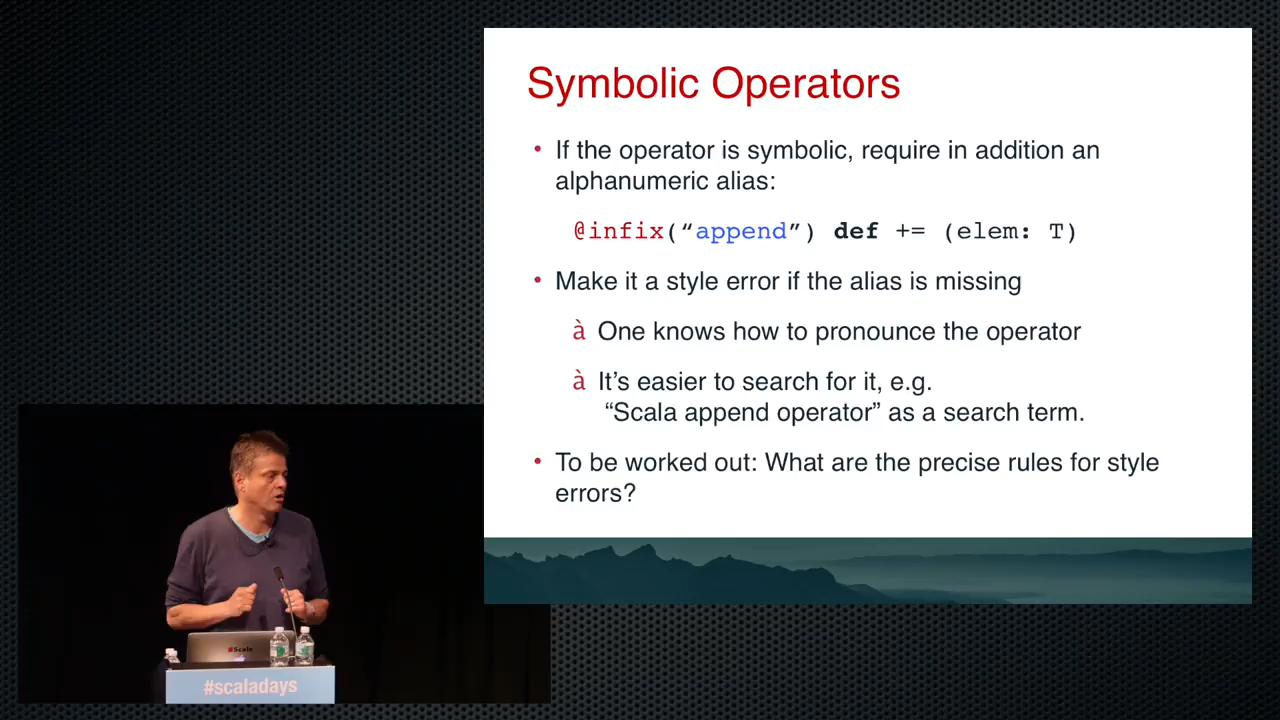 Symbolic Operators
• If the operator is symbolic, require in addition an
alphanumeric alias:
@infix(“append”) def += (elem: T)
• Make it a style error if the alias is missing
à One knows how to pronounce the operator
à It’s easier to search for it, e.g.
“Scala append operator” as a search term.
• To be worked out: What are the precise rules for style
errors?
Scala
#scaladays